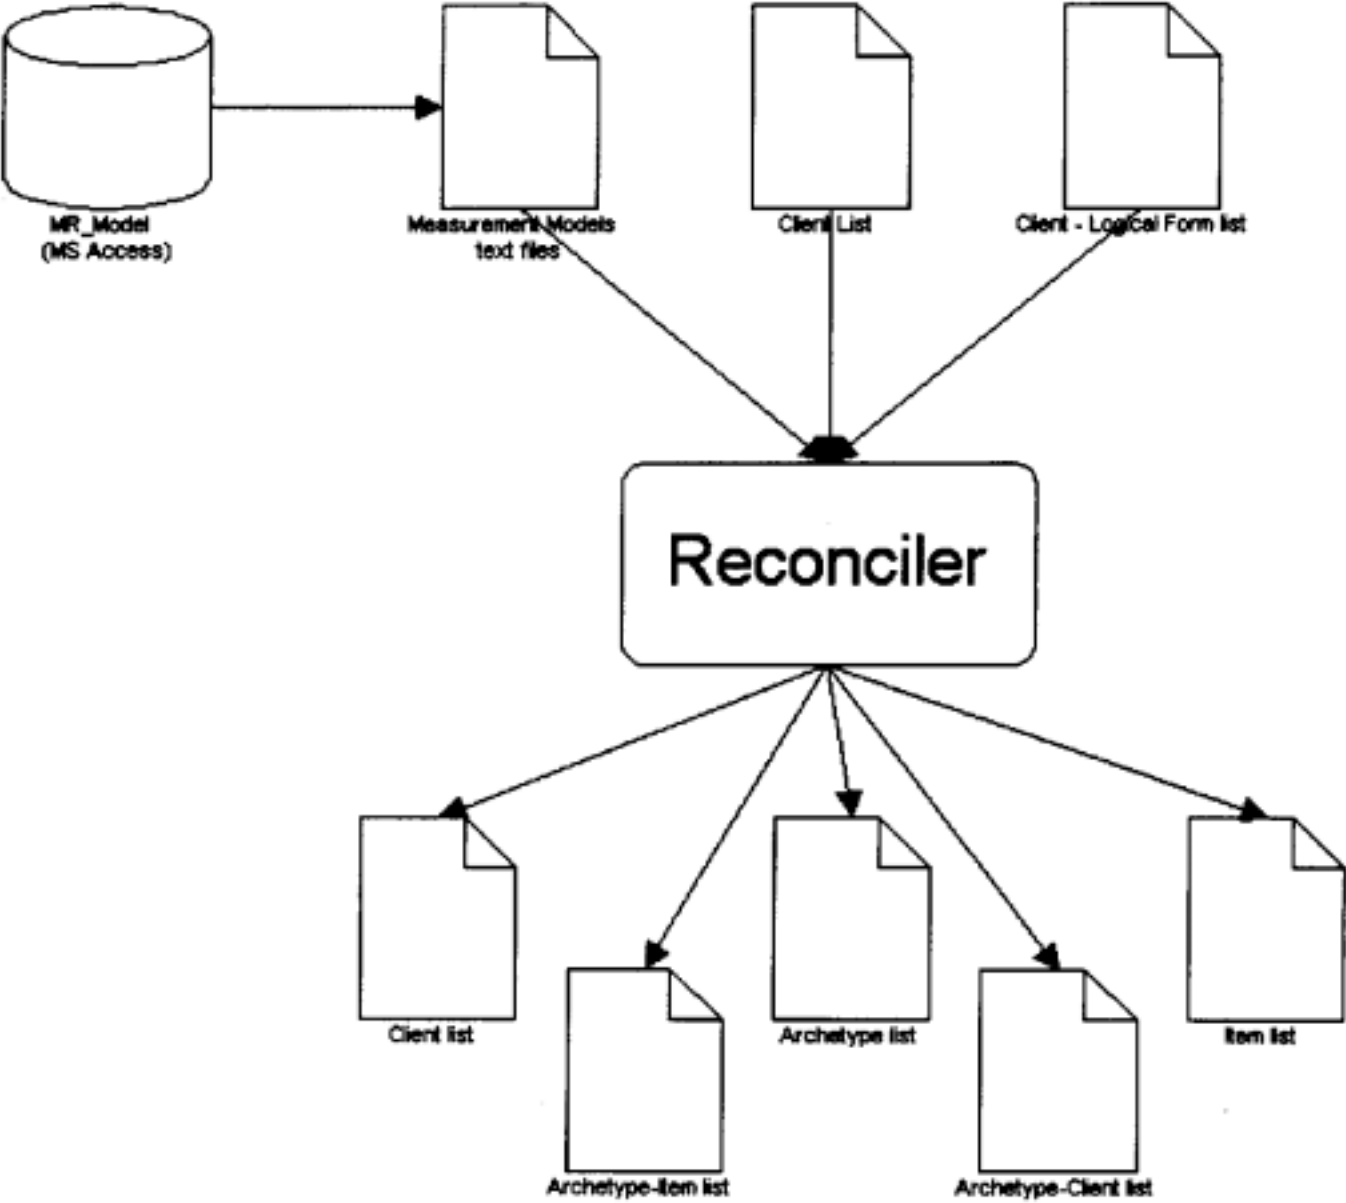 MR_Model
(MS Access)
Measurement Models
text files
Client List
Client - Logical Form list
Reconciler
Client list
Archetype list
Item list
Archetype-Item list
Archetype-Client list